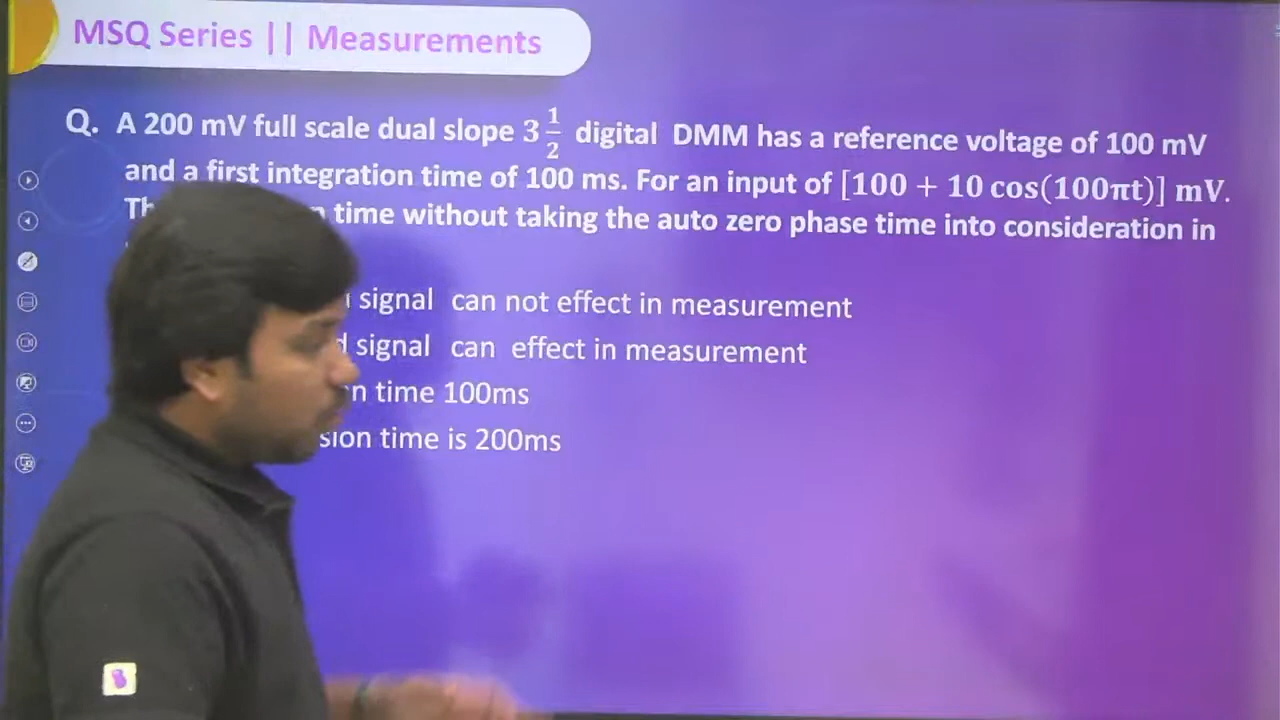 MSQ Series || Measurements
Q. A 200 mV full scale dual slope 3 1/2 digital DMM has a reference voltage of 100 mV
and a first integration time of 100 ms. For an input of [100 + 10 cos(100πt)] mV.
time without taking the auto zero phase time into consideration in
signal can not effect in measurement
signal can effect in measurement
time 100ms
time is 200ms